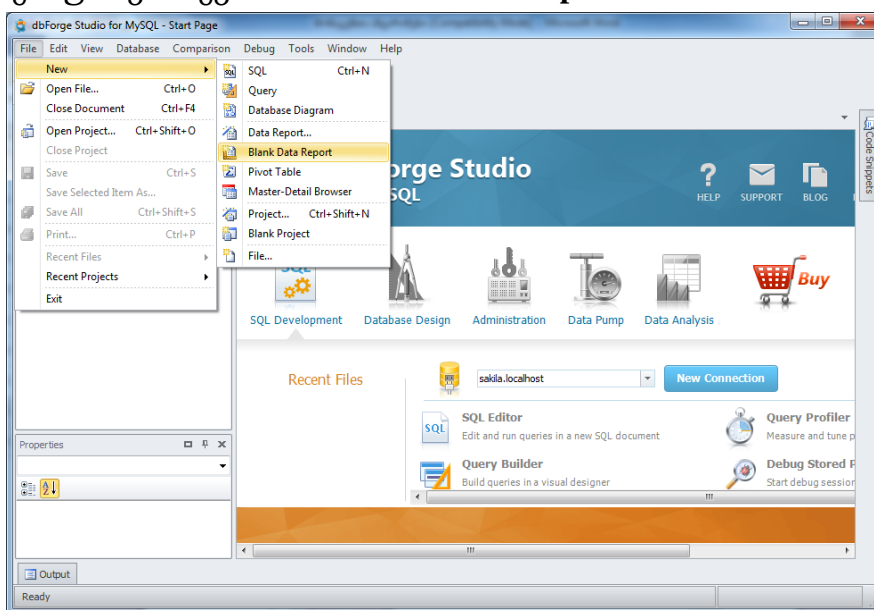 dbForge Studio for MySQL - Start Page
File Edit View Database Comparison Debug Tools Window Help
New
Open File... Ctrl+O
Close Document Ctrl+F4
Open Project... Ctrl+Shift+O
Close Project
Save Ctrl+S
Save Selected Item As...
Save All Ctrl+Shift+S
Print... Ctrl+P
Recent Files
Recent Projects
Exit
SQL Ctrl+N
Query
Database Diagram
Data Report...
Blank Data Report
Pivot Table
Master-Detail Browser
Project... Ctrl+Shift+N
Blank Project
File...
Code Snippets
orge Studio
SQL
HELP SUPPORT BLOG
SQL
Buy
SQL Development Database Design Administration Data Pump Data Analysis
Recent Files
sakila.localhost
New Connection
SQL
SQL Editor
Edit and run queries in a new SQL document
Query Profiler
Measure and tune p
Query Builder
Build queries in a visual designer
Debug Stored P
Start debug session
Properties
Output
Ready